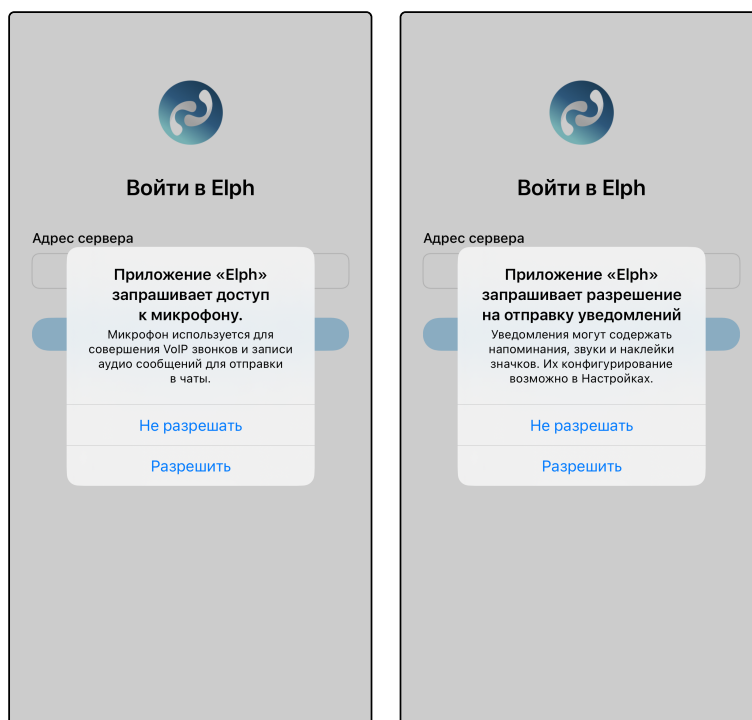 Войти в Elph
Адрес сервера
Приложение «Elph»
запрашивает доступ
к микрофону.
Микрофон используется для
совершения VoIP звонков и записи
аудио сообщений для отправки
в чаты.
Не разрешать
Разрешить
Войти в Elph
Адрес сервера
Приложение «Elph»
запрашивает разрешение
на отправку уведомлений
Уведомления могут содержать
напоминания, звуки и наклейки
значков. Их конфигурирование
возможно в Настройках.
Не разрешать
Разрешить